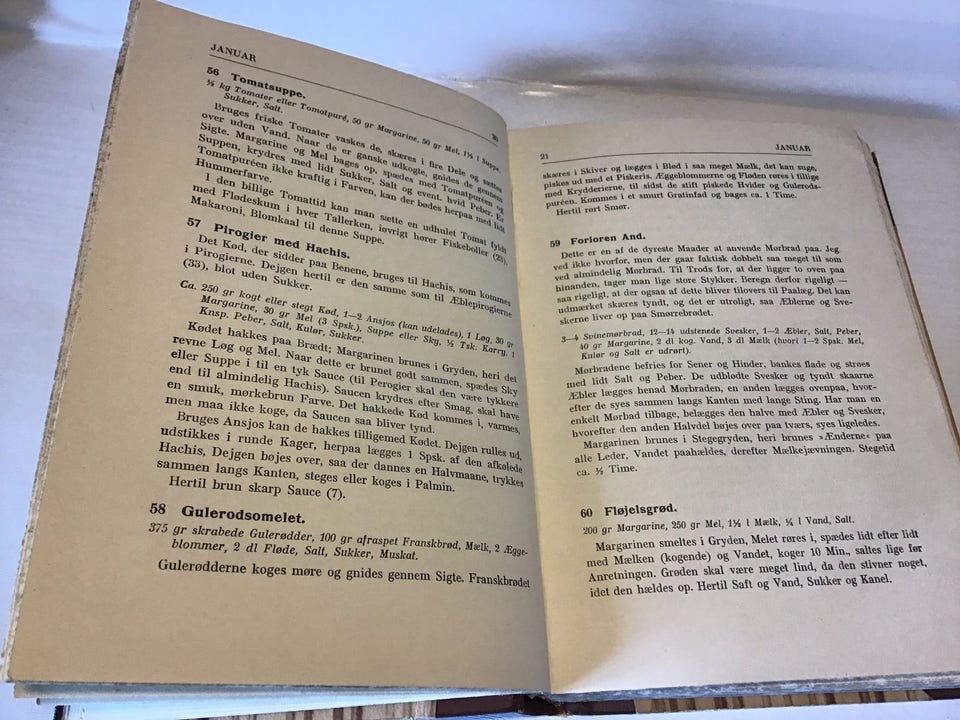 JANUAR
20
56 Tomatsuppe.
½ kg Tomater eller Tomatpuré, 50 gr Margarine, 50 gr Mel, 1½ l Suppe,
Sukker, Salt.
Bruges friske Tomater vaskes de, skæres i fire Dele og sættes
over uden Vand. Naar de er ganske udkogte, gnides de gennem
Sigte. Margarine og Mel bages op, spædes med Tomatpuréen og
Suppen, krydres med lidt Sukker, Salt og event. hvid Peber. Er
Tomatpuréen ikke kraftig i Farven, kan der bødes herpaa med lidt
Hummerfarve.
I den billige Tomattid kan man sætte en udhulet Tomat fyldt
med Flødeskum i hver Tallerken, iøvrigt hører Fiskeboller (25),
Makaroni, Blomkaal til denne Suppe.
57 Pirogier med Hachis.
Det Kød, der sidder paa Benene, bruges til Hachis, som kommes
i Pirogierne. Dejgen hertil er den samme som til Æblepirogierne
(33), blot uden Sukker.
Ca. 250 gr kogt eller stegt Kød, 1—2 Ansjos (kan udelades), 1 Løg, 30 gr
Margarine, 30 gr Mel (3 Spsk.), Suppe eller Sky, ½ Tsk. Karry, 1
Knsp. Peber, Salt, Kulør, Sukker.
Kødet hakkes paa Brædt; Margarinen brunes i Gryden, heri det
revne Løg og Mel. Naar dette er brunet godt sammen, spædes Sky
eller Suppe i til en tyk Sauce (til Perogier skal den være tykkere
end til almindelig Hachis). Saucen krydres efter Smag, skal have
en smuk, mørkebrun Farve. Det hakkede Kød kommes i, varmes,
men maa ikke koge, da Saucen saa bliver tynd.
Bruges Ansjos kan de hakkes tilligemed Kødet. Dejgen rulles ud,
udstikkes i runde Kager, herpaa lægges 1 Spsk. af den afkølede
Hachis, Dejgen bøjes over, saa der dannes en Halvmaane, trykkes
sammen langs Kanten, steges eller koges i Palmin.
Hertil brun skarp Sauce (7).
58 Gulerodsomelet.
375 gr skrabede Gulerødder, 100 gr afraspet Franskbrød, Mælk, 2 Ægge-
blommer, 2 dl Fløde, Salt, Sukker, Muskat.
Gulerødderne koges møre og gnides gennem Sigte. Franskbrødet
21
JANUAR
skæres i Skiver og lægges i Blød i saa meget Mælk, det kan suge,
piskes ud med et Piskeris. Æggeblommerne og Fløden røres i tillige
med Krydderierne, til sidst de stift piskede Hvider og Gulerods-
puréen. Kommes i et smurt Gratinfad og bages ca. 1 Time.
Hertil rørt Smør.
59 Forloren And.
Dette er en af de dyreste Maader at anvende Mørbrad paa. Jeg
ved ikke hvorfor, men der gaar faktisk dobbelt saa meget til som
ved almindelig Mørbrad. Til Trods for, at der ligger to oven paa
hinanden, tager man lige store Stykker. Beregn derfor rigeligt —
saa rigeligt, at der ogsaa af dette bliver tilovers til Paalæg. Det kan
udmærket skæres tyndt, og det er utroligt, saa Æblerne og Sve-
skerne liver op paa Smørrebrødet.
3—4 Spinemørbrad, 12—14 udstenede Svesker, 1—2 Æbler, Salt, Peber,
40 gr Margarine, 2 dl kog. Vand, 3 dl Mælk (hvori 1—2 Spsk. Mel,
Kulør og Salt er udrørt).
Mørbradene befries for Sener og Hinder, bankes flade og strøes
med lidt Salt og Peber. De udblødte Svesker og tyndt skaarne
Æbler lægges henad Mørbraden, en anden lægges ovenpaa, hvor-
efter de syes sammen langs Kanten med lange Sting. Har man en
enkelt Mørbad tilbage, belægges den halve med Æbler og Svesker,
hvorefter den anden Halvdel bøjes over paa tværs, syes ligeledes.
Margarinen brunes i Stegegryden, heri brunes »Ænderne« paa
alle Leder, Vandet paahældes, derefter Mælkejævningen. Stegetid
ca. ½ Time.
60 Fløjelsgrød.
200 gr Margarine, 250 gr Mel, 1½ l Mælk, ¼ l Vand, Salt.
Margarinen smeltes i Gryden, Melet røres i, spædes lidt efter lidt
med Mælken (kogende) og Vandet, koger 10 Min., saltes lige før
Anretningen. Grøden skal være meget lind, da den stivner noget,
idet den hældes op. Hertil Saft og Vand, Sukker og Kanel.